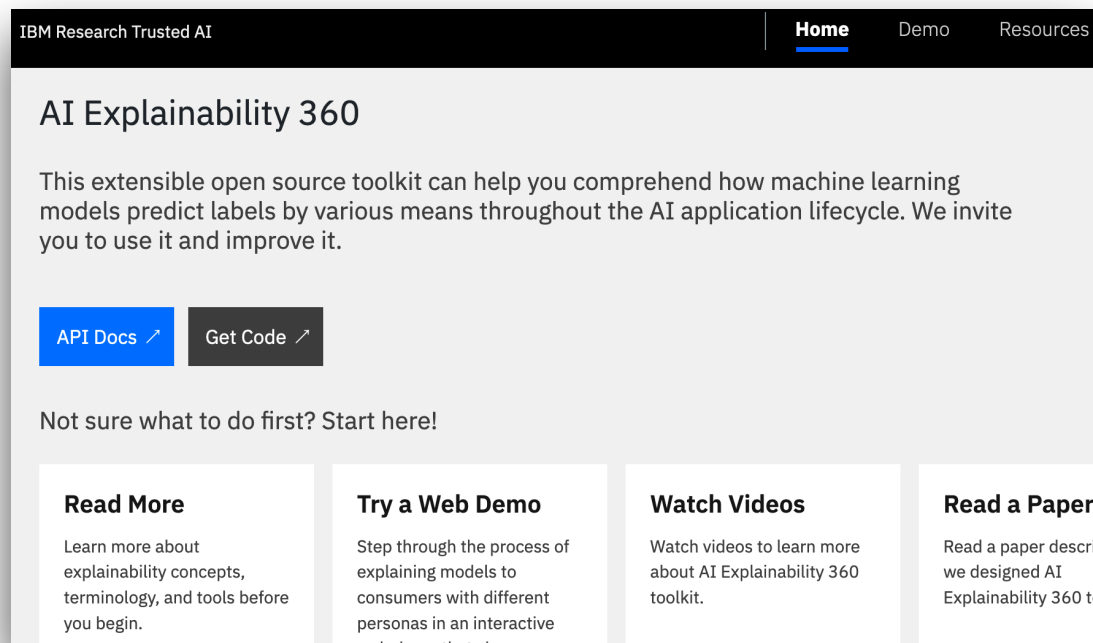 IBM Research Trusted AI
Home Demo Resources
AI Explainability 360
This extensible open source toolkit can help you comprehend how machine learning
models predict labels by various means throughout the AI application lifecycle. We invite
you to use it and improve it.
API Docs ↗ Get Code ↗
Not sure what to do first? Start here!
Read More
Learn more about
explainability concepts,
terminology, and tools before
you begin.
Try a Web Demo
Step through the process of
explaining models to
consumers with different
personas in an interactive
Watch Videos
Watch videos to learn more
about AI Explainability 360
toolkit.
Read a Paper
Read a paper
we designed AI
Explainability 360